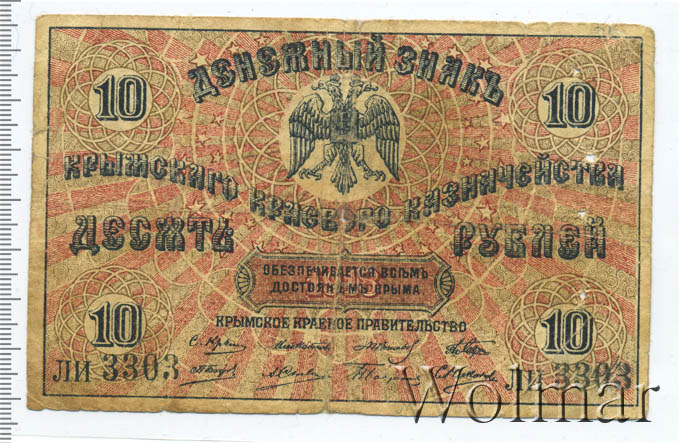 ДЕНЕЖНЫЙ ЗНАКЪ
10 10
КРЫМСКАГО КРАЕВОГО КАЗНАЧЕЙСТВА
ДЕСЯТЬ РУБЛЕЙ
ОБЕЗПЕЧИВАЕТСЯ ВСѢМЪ
ДОСТОЯНІЕМЪ КРЫМА
КРЫМСКОЕ КРАЕВОЕ ПРАВИТЕЛЬСТВО
10 10
ЛИ 3303 ЛИ 3303
Wolmar